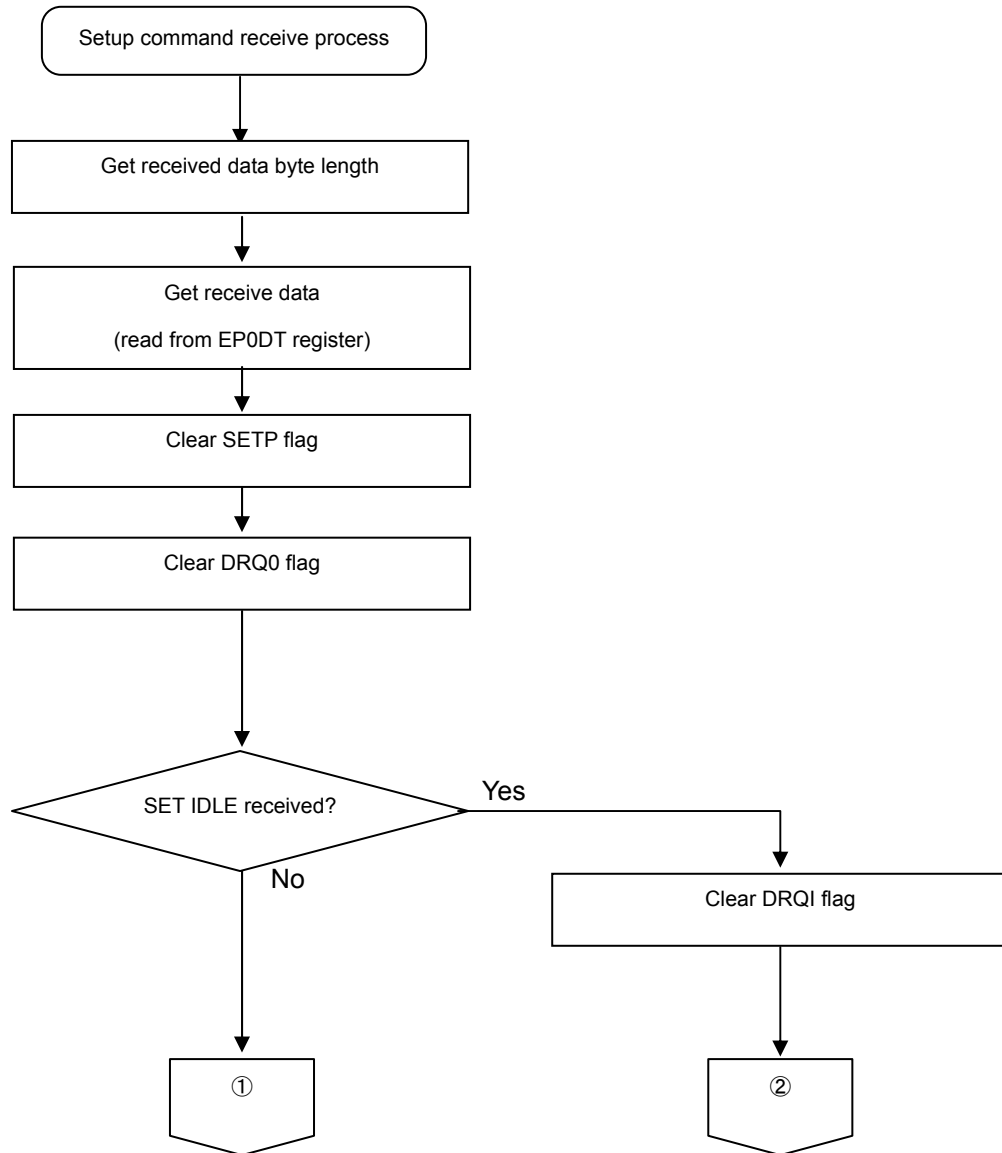 Setup command receive process
Get received data byte length
Get receive data
(read from EP0DT register)
Clear SETP flag
Clear DRQ0 flag
SET IDLE received?
Yes
No
Clear DRQI flag
①
②